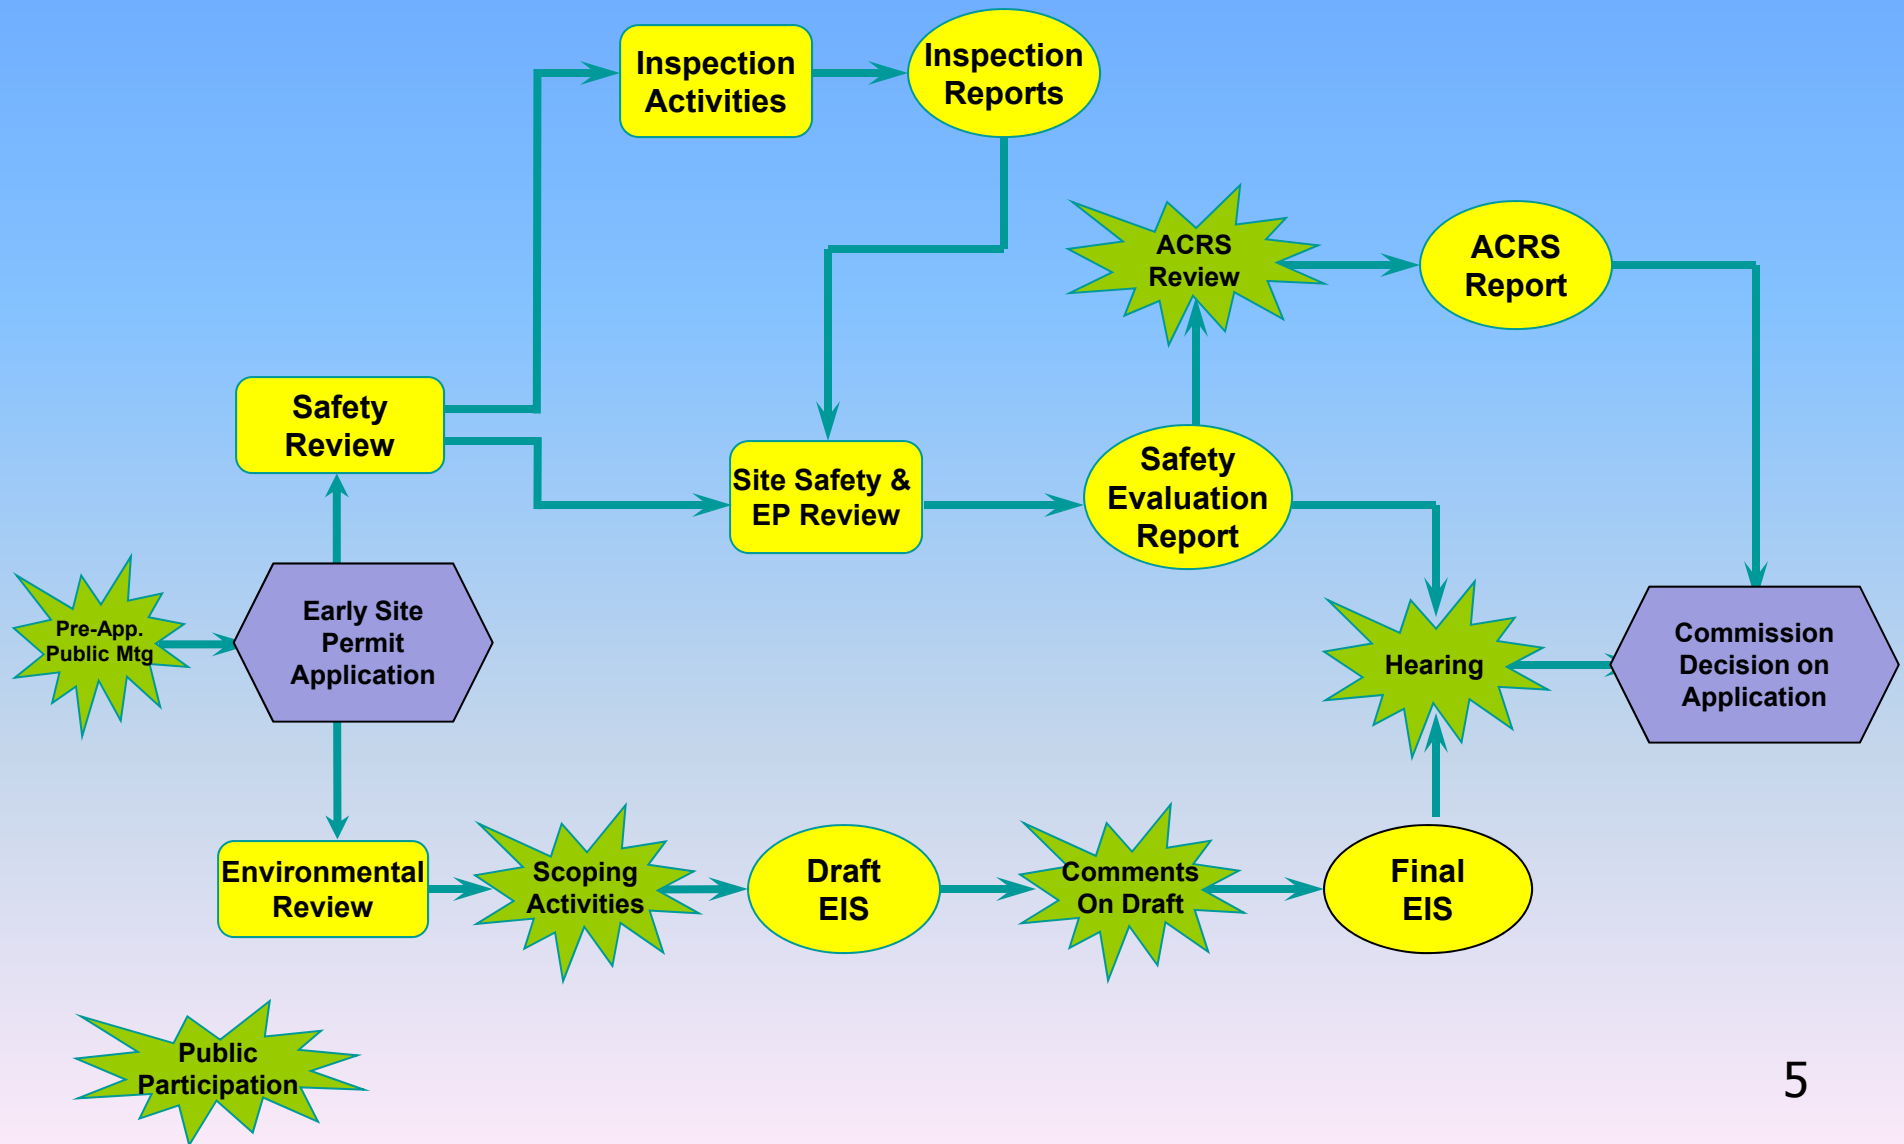 Inspection
Activities
Inspection
Reports
ACRS
Review
ACRS
Report
Safety
Review
Site Safety &
EP Review
Safety
Evaluation
Report
Pre-App.
Public Mtg
Early Site
Permit
Application
Hearing
Commission
Decision on
Application
Environmental
Review
Scoping
Activities
Draft
EIS
Comments
On Draft
Final
EIS
Public
Participation
5